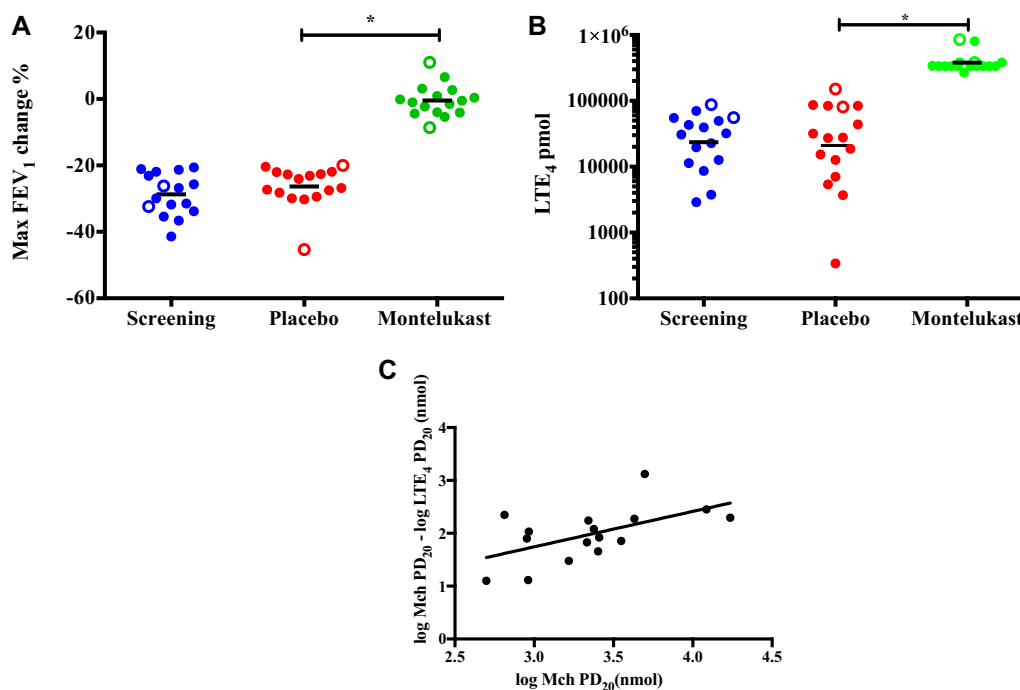 A
Max FEV₁ change %
20
0
-20
-40
-60
*
Screening
Placebo
Montelukast
B
LTE₄ pmol
1×10⁶
100000
10000
1000
100
*
Screening
Placebo
Montelukast
C
log Mch PD₂₀ - log LTE₄ PD₂₀ (nmol)
4
3
2
1
0
2.5 3.0 3.5 4.0 4.5
log Mch PD₂₀(nmol)